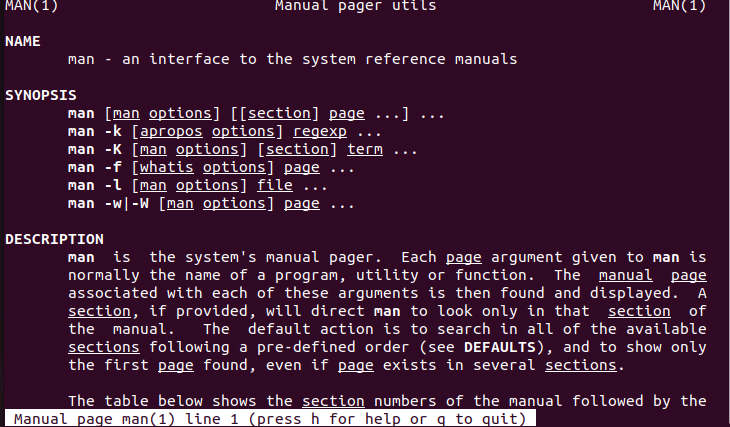 MAN(1) Manual pager utils MAN(1)
NAME
man - an interface to the system reference manuals
SYNOPSIS
man [man options] [[section] page ...] ...
man -k [apropos options] regexp ...
man -K [man options] [section] term ...
man -f [whatis options] page ...
man -l [man options] file ...
man -w|-W [man options] page ...
DESCRIPTION
man is the system's manual pager. Each page argument given to man is
normally the name of a program, utility or function. The manual page
associated with each of these arguments is then found and displayed. A
section, if provided, will direct man to look only in that section of
the manual. The default action is to search in all of the available
sections following a pre-defined order (see DEFAULTS), and to show only
the first page found, even if page exists in several sections.
The table below shows the section numbers of the manual followed by the
Manual page man(1) line 1 (press h for help or q to quit)